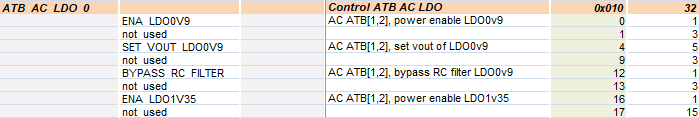 ATB AC LDO 0 Control ATB AC LDO 0x010 32
ENA LDO0V9 AC ATB[1,2], power enable LDO0v9 0 1
not used 1 3
SET VOUT LDO0V9 AC ATB[1,2], set vout of LDO0v9 4 5
not used 9 3
BYPASS RC FILTER AC ATB[1,2], bypass RC filter LDO0v9 12 1
not used 13 3
ENA LDO1V35 AC ATB[1,2], power enable LDO1v35 16 1
not used 17 15